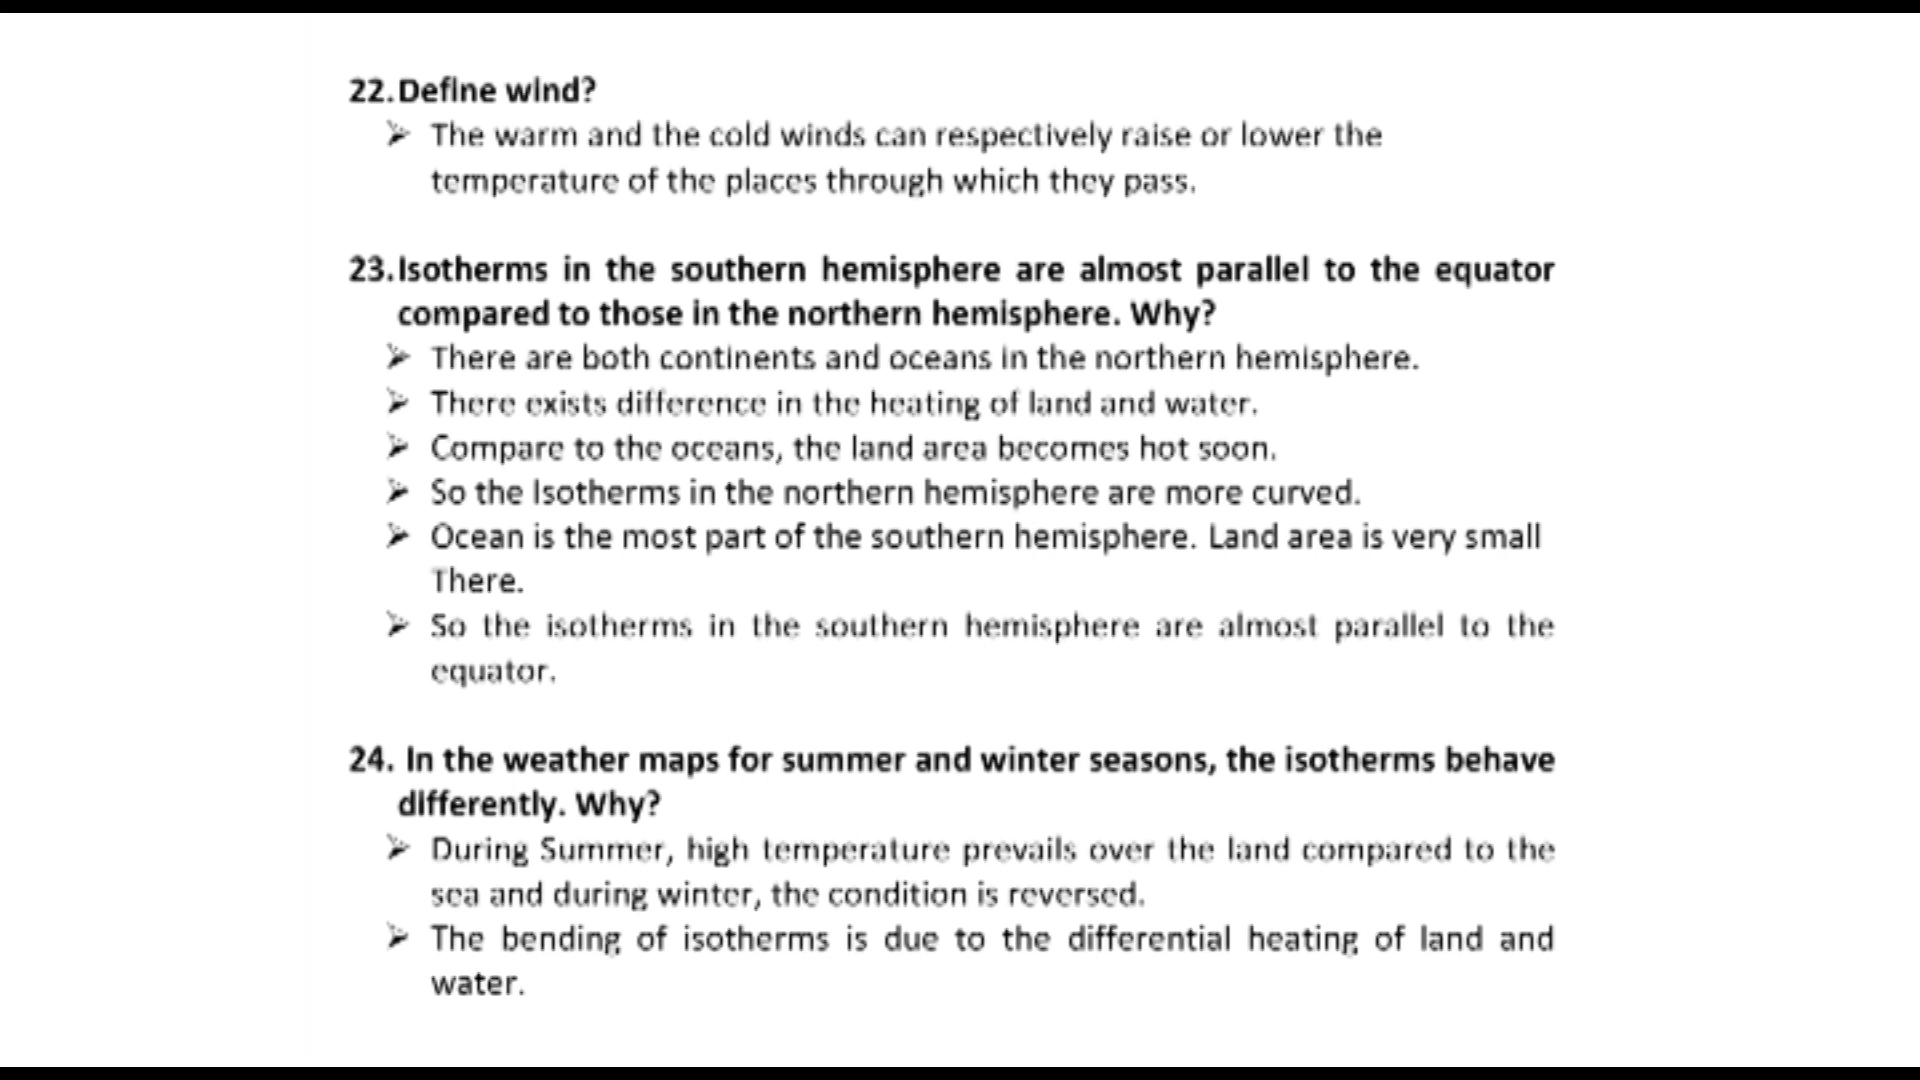 22.Define wind?
➢ The warm and the cold winds can respectively raise or lower the
temperature of the places through which they pass.
23.Isotherms in the southern hemisphere are almost parallel to the equator
compared to those in the northern hemisphere. Why?
➢ There are both continents and oceans in the northern hemisphere.
➢ There exists difference in the heating of land and water.
➢ Compare to the oceans, the land area becomes hot soon.
➢ So the Isotherms in the northern hemisphere are more curved.
➢ Ocean is the most part of the southern hemisphere. Land area is very small
There.
➢ So the isotherms in the southern hemisphere are almost parallel to the
equator.
24. In the weather maps for summer and winter seasons, the isotherms behave
differently. Why?
➢ During Summer, high temperature prevails over the land compared to the
sea and during winter, the condition is reversed.
➢ The bending of isotherms is due to the differential heating of land and
water.